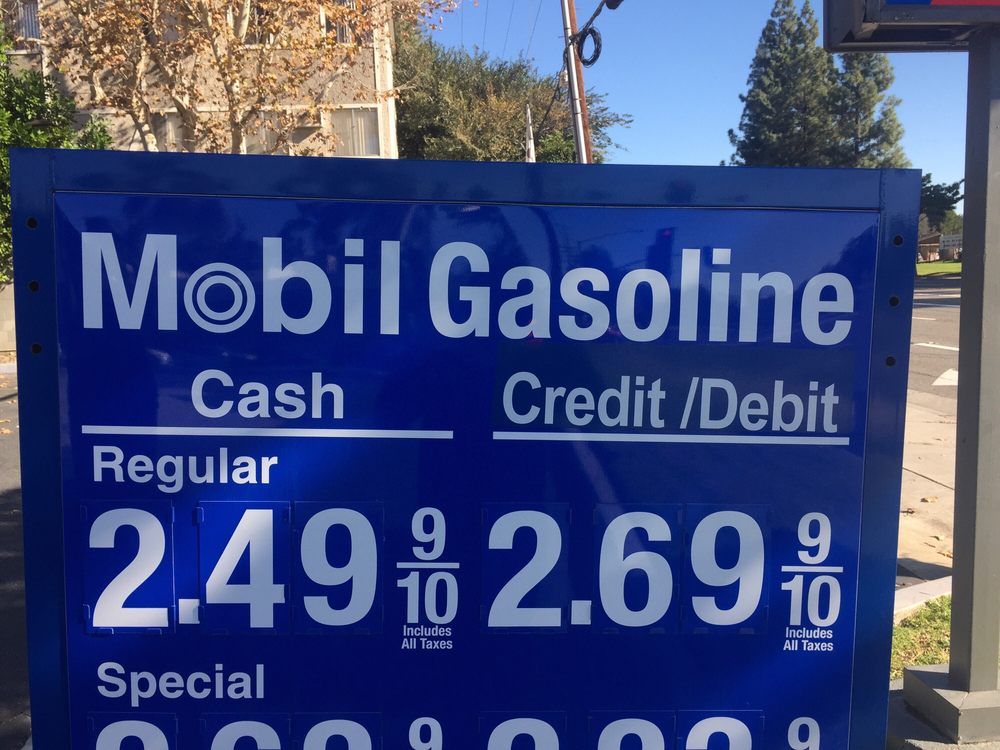 Mobil Gasoline
Cash Credit /Debit
Regular
2.49 9/10 2.69 9/10
Includes All Taxes Includes All Taxes
Special